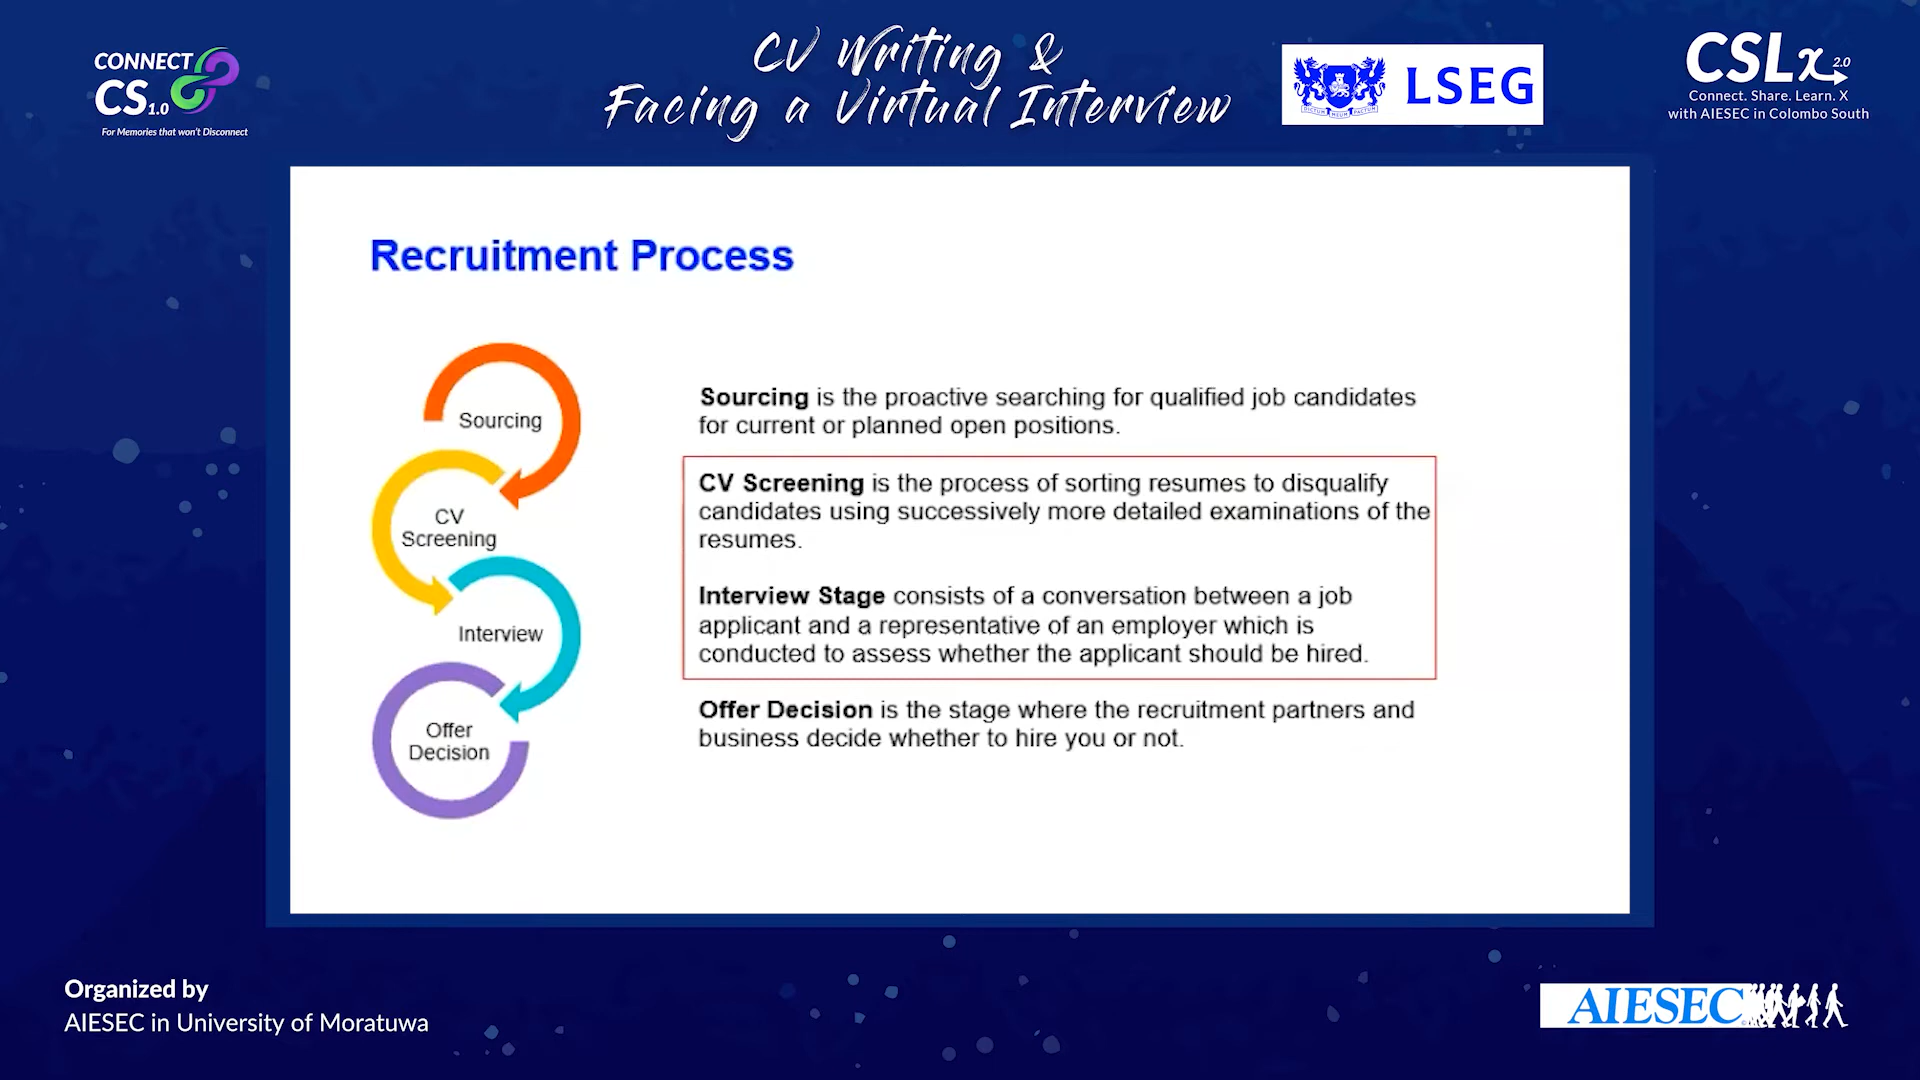 CONNECT
CS 1.0
For Memories that won't Disconnect
CV Writing &
Facing a Virtual Interview
LSEG
CSLx 2.0
Connect. Share. Learn. X
with AIESEC in Colombo South
Recruitment Process
Sourcing
CV
Screening
Interview
Offer
Decision
Sourcing is the proactive searching for qualified job candidates
for current or planned open positions.
CV Screening is the process of sorting resumes to disqualify
candidates using successively more detailed examinations of the
resumes.
Interview Stage consists of a conversation between a job
applicant and a representative of an employer which is
conducted to assess whether the applicant should be hired.
Offer Decision is the stage where the recruitment partners and
business decide whether to hire you or not.
Organized by
AIESEC in University of Moratuwa
AIESEC